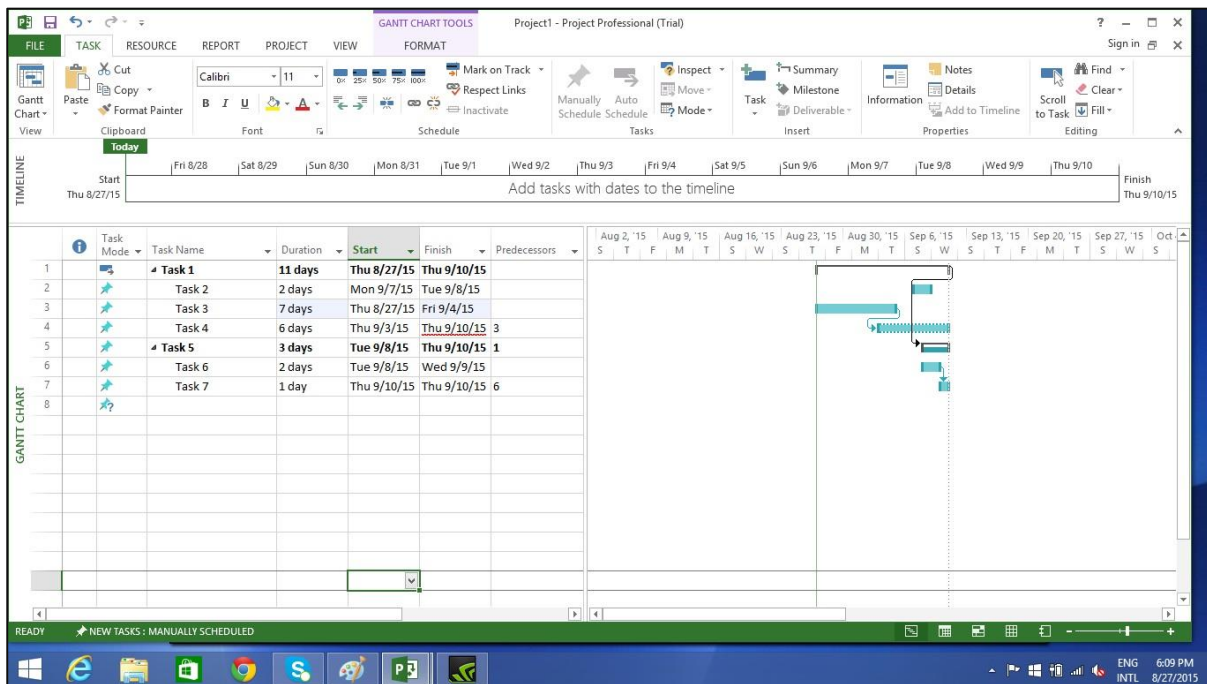 GANTT CHART TOOLS Project1 - Project Professional (Trial) ?
FILE TASK RESOURCE REPORT PROJECT VIEW FORMAT Sign in
Gantt Chart
View
Paste
Cut
Copy
Format Painter
Clipboard
Calibri 11
B I U A
Font
0% 25% 50% 75% 100%
Mark on Track
Respect Links
Inactivate
Schedule
Manually Schedule
Auto Schedule
Inspect
Move
Mode
Tasks
Task
Summary
Milestone
Deliverable
Insert
Information
Notes
Details
Add to Timeline
Properties
Scroll to Task
Find
Clear
Fill
Editing
TIMELINE
Today
Fri 8/28 Sat 8/29 Sun 8/30 Mon 8/31 Tue 9/1 Wed 9/2 Thu 9/3 Fri 9/4 Sat 9/5 Sun 9/6 Mon 9/7 Tue 9/8 Wed 9/9 Thu 9/10
Start
Thu 8/27/15
Add tasks with dates to the timeline
Finish
Thu 9/10/15
GANTT CHART
Task Mode Task Name Duration Start Finish Predecessors
Aug 2, '15 Aug 9, '15 Aug 16, '15 Aug 23, '15 Aug 30, '15 Sep 6, '15 Sep 13, '15 Sep 20, '15 Sep 27, '15 Oct
S T F M T S W S T F M T S W S T F M T S W S
1 Task 1 11 days Thu 8/27/15 Thu 9/10/15
2 Task 2 2 days Mon 9/7/15 Tue 9/8/15
3 Task 3 7 days Thu 8/27/15 Fri 9/4/15
4 Task 4 6 days Thu 9/3/15 Thu 9/10/15 3
5 Task 5 3 days Tue 9/8/15 Thu 9/10/15 1
6 Task 6 2 days Tue 9/8/15 Wed 9/9/15
7 Task 7 1 day Thu 9/10/15 Thu 9/10/15 6
8 ?
READY NEW TASKS : MANUALLY SCHEDULED
ENG INTL
6:09 PM
8/27/2015